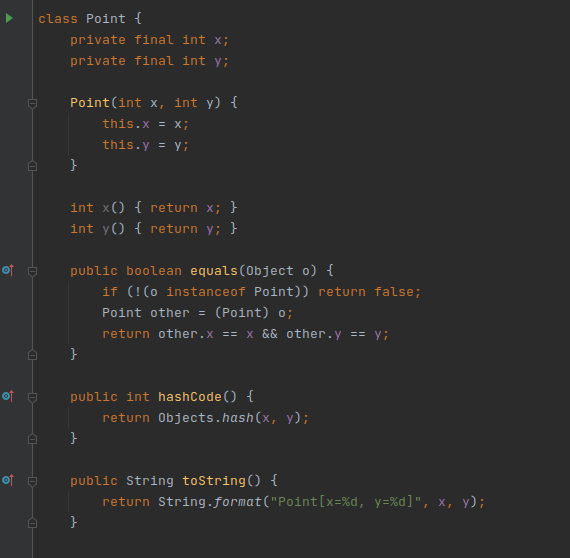 class Point {
    private final int x;
    private final int y;

    Point(int x, int y) {
        this.x = x;
        this.y = y;
    }

    int x() { return x; }
    int y() { return y; }

    public boolean equals(Object o) {
        if (!(o instanceof Point)) return false;
        Point other = (Point) o;
        return other.x == x && other.y == y;
    }

    public int hashCode() {
        return Objects.hash(x, y);
    }

    public String toString() {
        return String.format("Point[x=%d, y=%d]", x, y);
    }